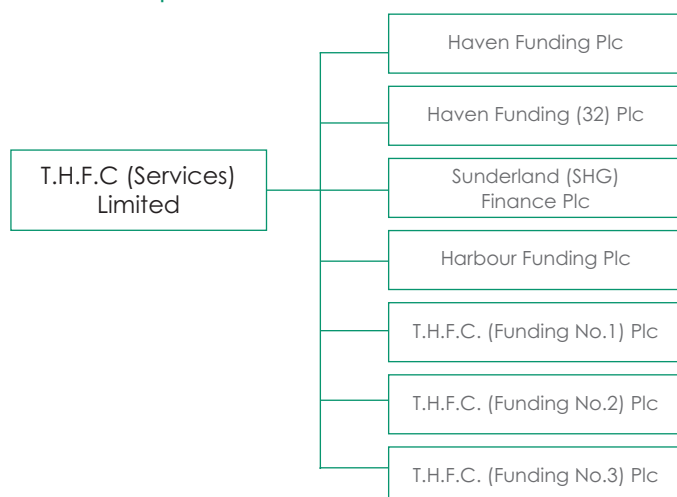 Haven Funding Plc
Haven Funding (32) Plc
T.H.F.C (Services)
Limited
Sunderland (SHG)
Finance Plc
Harbour Funding Plc
T.H.F.C. (Funding No.1) Plc
T.H.F.C. (Funding No.2) Plc
T.H.F.C. (Funding No.3) Plc